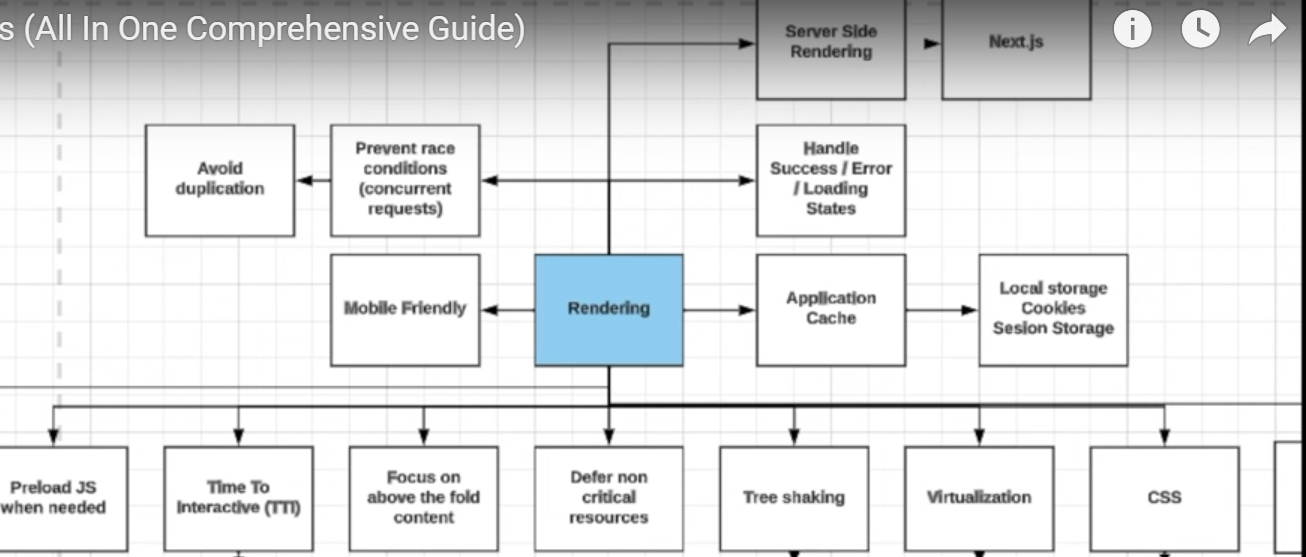 s (All In One Comprehensive Guide)
Server Side
Rendering
Next.js
Avoid
duplication
Prevent race
conditions
(concurrent
requests)
Handle
Success / Error
/ Loading
States
Mobile Friendly
Rendering
Application
Cache
Local storage
Cookies
Sesion Storage
Preload JS
when needed
Time To
Interactive (TTI)
Focus on
above the fold
content
Defer non
critical
resources
Tree shaking
Virtualization
CSS